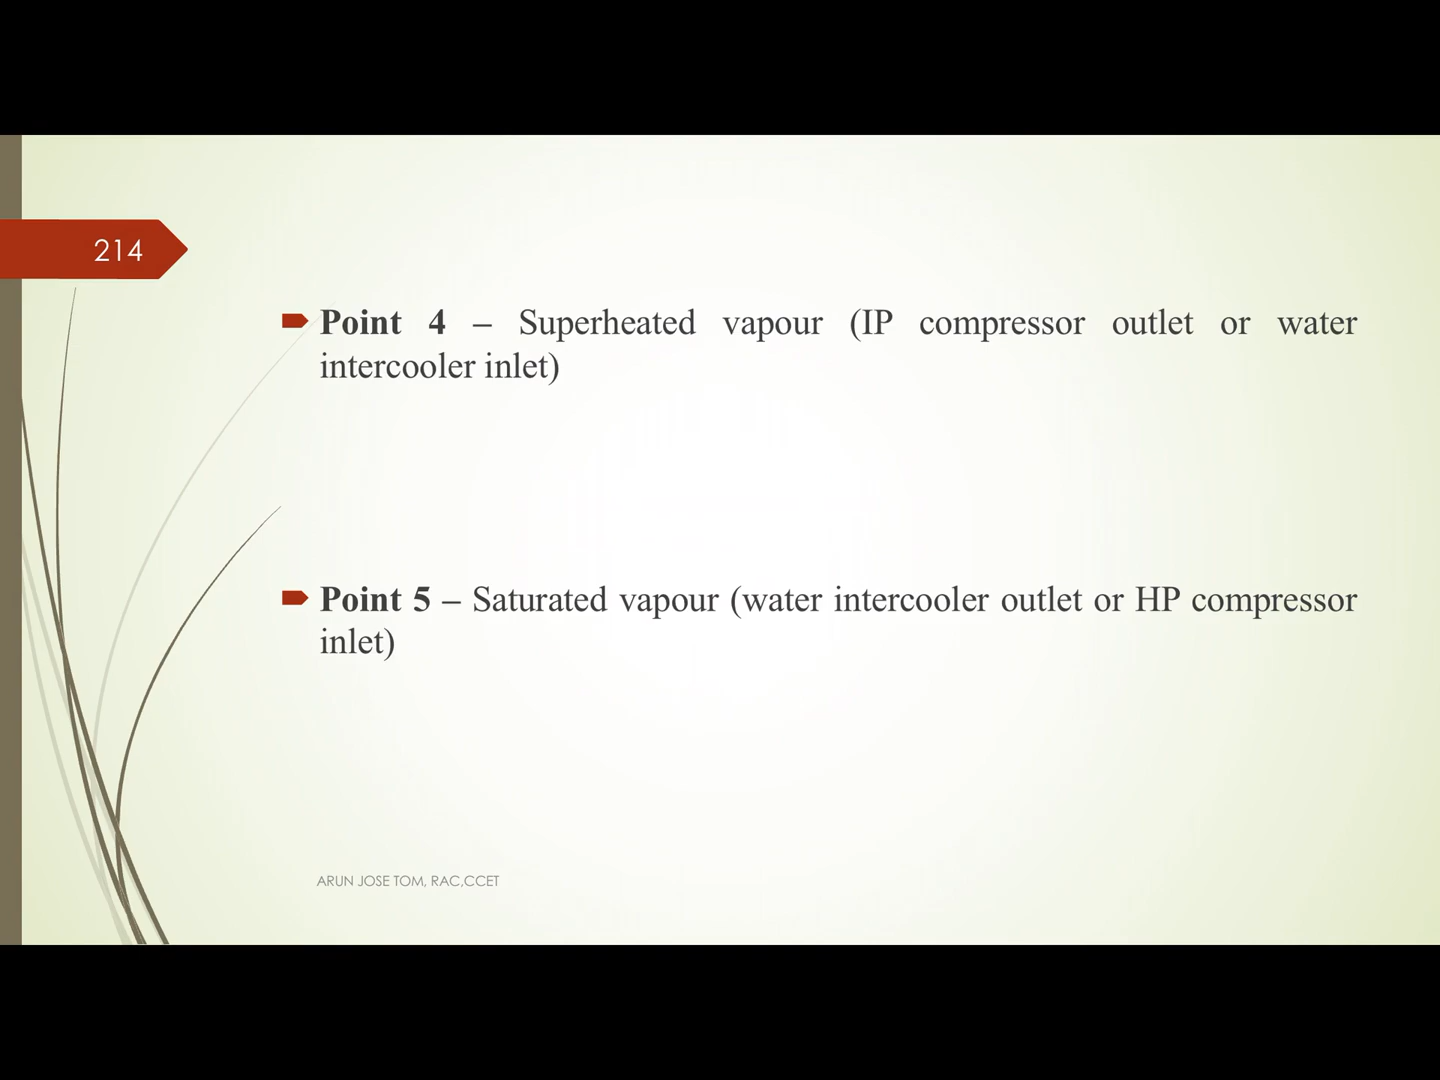 214
Point 4 – Superheated vapour (IP compressor outlet or water
intercooler inlet)
Point 5 – Saturated vapour (water intercooler outlet or HP compressor
inlet)
ARUN JOSE TOM, RAC,CCET